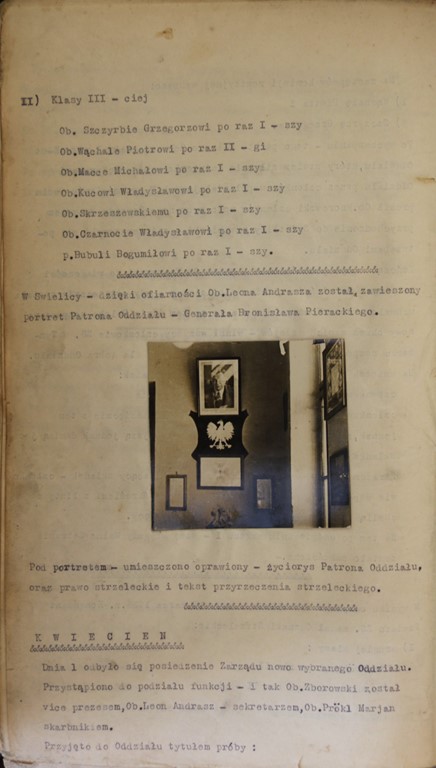 II) Klasy III - ciej
Ob. Szczyrbie Grzegorzowi po raz I - szy
Ob.Wąchale Piotrowi po raz II - gi
Ob.Macce Michałowi po raz I - szy
Ob.Kucowi Władysławowi po raz I - szy
Ob.Skrzeszewskiemu po raz I - szy
Ob.Czarnocie Władysławowi po raz I - szy
p.Bubuli Bogumiłowi po raz I - szy.
W Świelicy - dzięki ofiarności Ob.Leona Andrasza został, zawieszony
portret Patrona Oddziału - Generała Bronisława Pierackiego.
Pod portretem - umieszczono oprawiony - życiorys Patrona Oddziału,
oraz prawo strzeleckie i tekst przyrzeczenia strzeleckiego.
K W I E C I E Ń
Dnia 1 odbyło się posiedzenie Zarządu nowo wybranego Oddziału.
Przystąpiono do podziału funkcji - i tak Ob.Zborowski został
vice prezesem,Ob.Leon Andrasz - sekretarzem,Ob.Prökl Marjan
skarbnikiem.
Przyjęto do Oddziału tytułem próby :